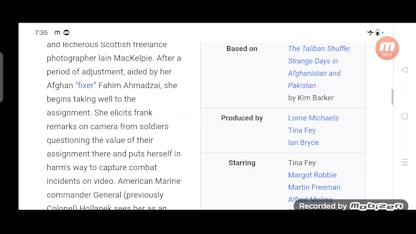 7:35
and lecherous Scottish freelance
photographer Iain MacKelpie. After a
period of adjustment, aided by her
Afghan "fixer" Fahim Ahmadzai, she
begins taking well to the
assignment. She elicits frank
remarks on camera from soldiers
questioning the value of their
assignment there and puts herself in
harm's way to capture combat
incidents on video. American Marine
commander General (previously
Colonel) Hollanek sees her as an
Based on
The Taliban Shuffle:
Strange Days in
Afghanistan and
Pakistan
by Kim Barker
Produced by
Lorne Michaels
Tina Fey
Ian Bryce
Starring
Tina Fey
Margot Robbie
Martin Freeman
Alfred Molina
Recorded by Mobizen